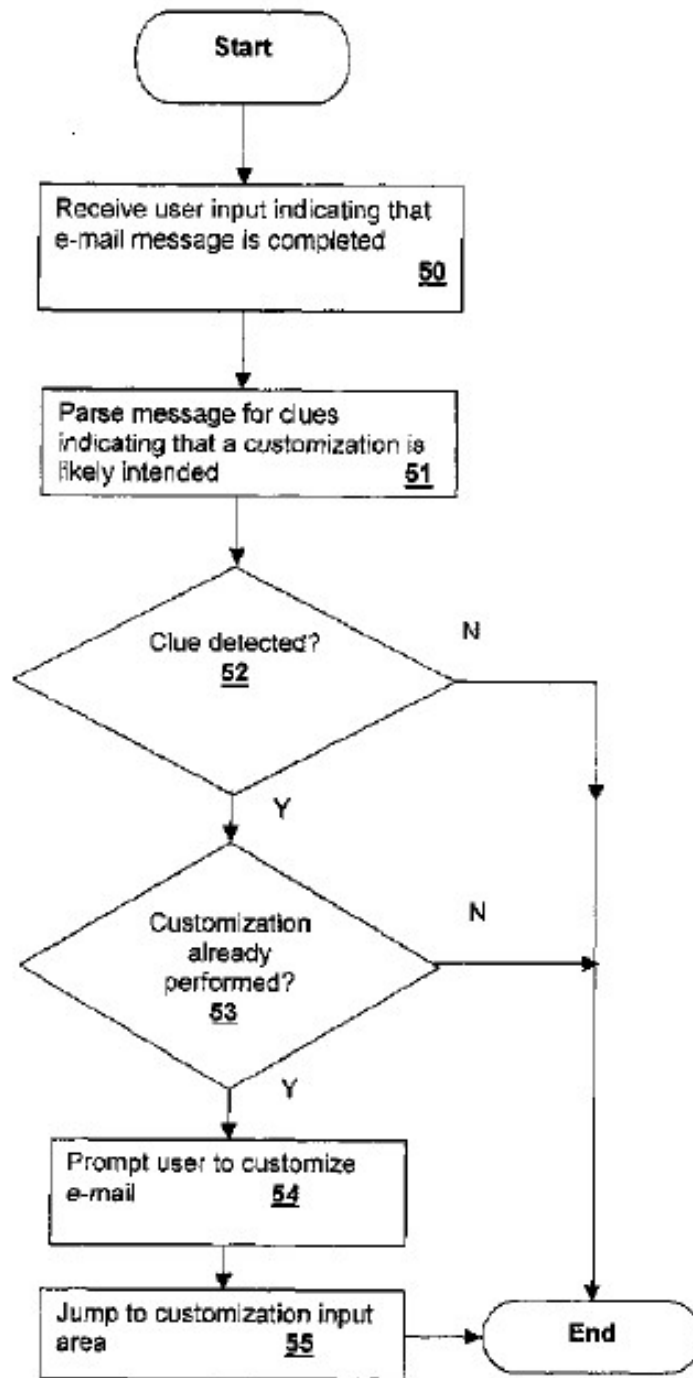 Start
Receive user input indicating that
e-mail message is completed
50
Parse message for clues
indicating that a customization is
likely intended 51
Clue detected?
52
N
Y
Customization
already
performed?
53
N
Y
Prompt user to customize
e-mail 54
Jump to customization input
area 55
End